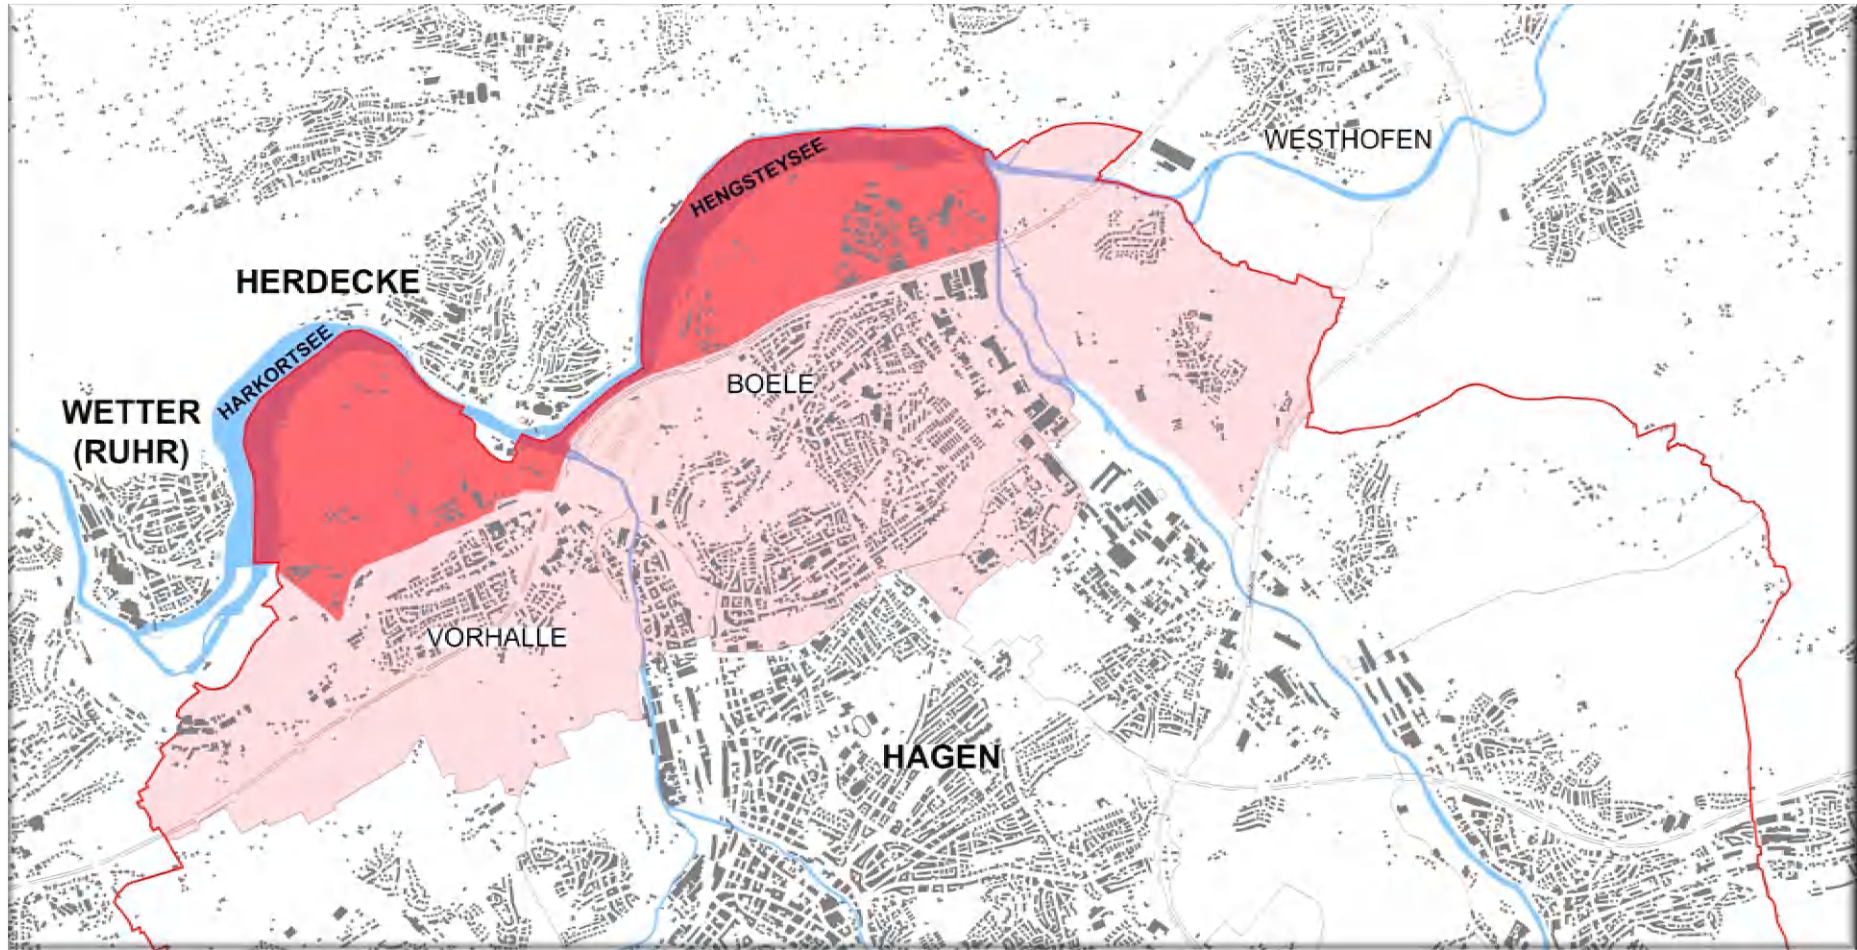 WESTHOFEN
HENGSTEYSEE
HERDECKE
HARKORTSEE
BOELE
WETTER
(RUHR)
VORHALLE
HAGEN